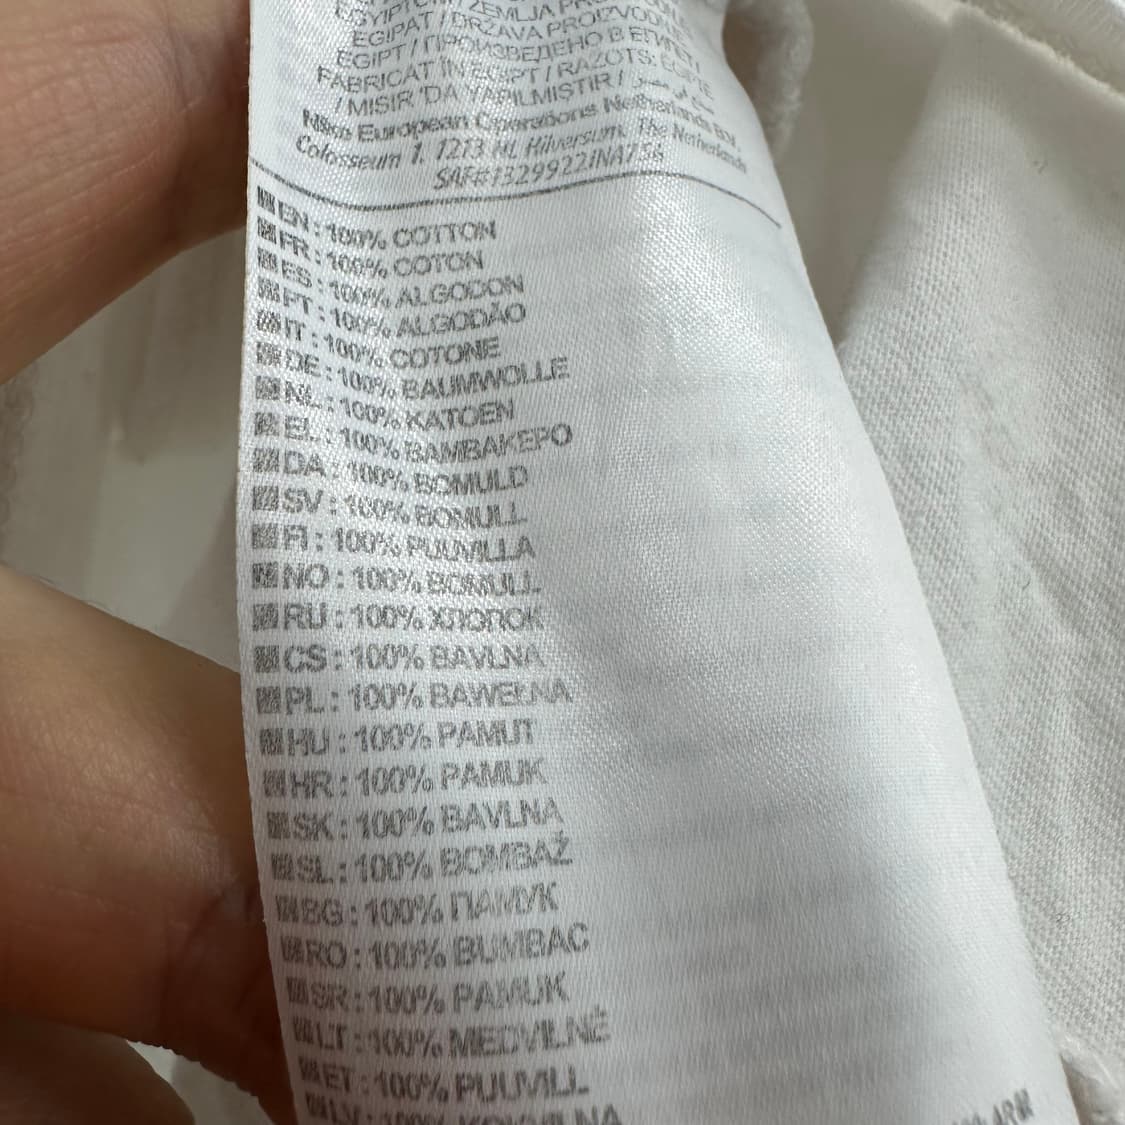 EGIPAT / DRŽAVA PROIZVODNJE
EGIPT / ПРОИЗВЕДЕНО В ЕГИПЕТ
FABRICAT ÎN EGIPT / RAZOTS: ĒĢIPTE
/ MISIR 'DA YAPILMIŞTIR /
European Operations Netherlands B.V.
Colosseum 1, 1213 NL Hilversum, The Netherlands
EN : 100% COTTON
FR : 100% COTON
ES : 100% ALGODON
PT : 100% ALGODÃO
IT : 100% COTONE
DE : 100% BAUMWOLLE
NL : 100% KATOEN
EL : 100% ΒΑΜΒΑΚΕΡΟ
DA : 100% BOMULD
SV : 100% BOMULL
FI : 100% PUUVILLA
NO : 100% BOMULL
RU : 100% ХЛОПОК
CS : 100% BAVLNA
PL : 100% BAWEŁNA
HU : 100% PAMUT
HR : 100% PAMUK
SK : 100% BAVLNA
SL : 100% BOMBAŽ
BG : 100% ПАМУК
RO : 100% BUMBAC
SR : 100% PAMUK
LT : 100% MEDVILNĖ
ET : 100% PUUVILL
LV : 100% KOKVILNA